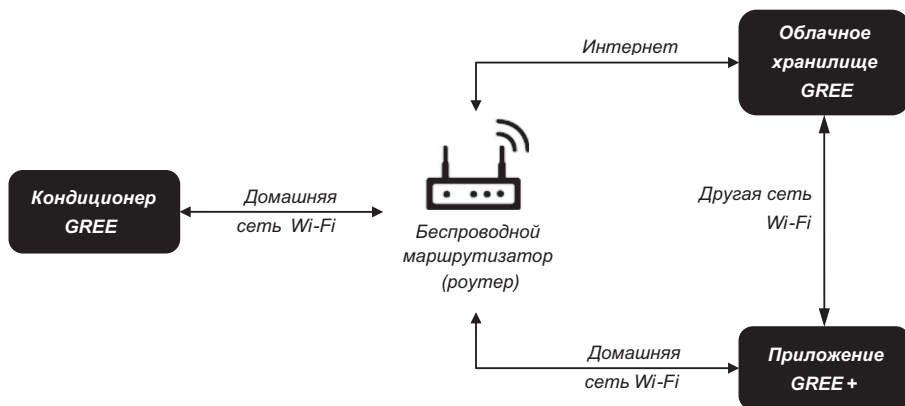 Интернет
Облачное
хранилище
GREE
Кондиционер
GREE
Домашняя
сеть Wi-Fi
Беспроводной
маршрутизатор
(роутер)
Другая сеть
Wi-Fi
Домашняя
сеть Wi-Fi
Приложение
GREE +